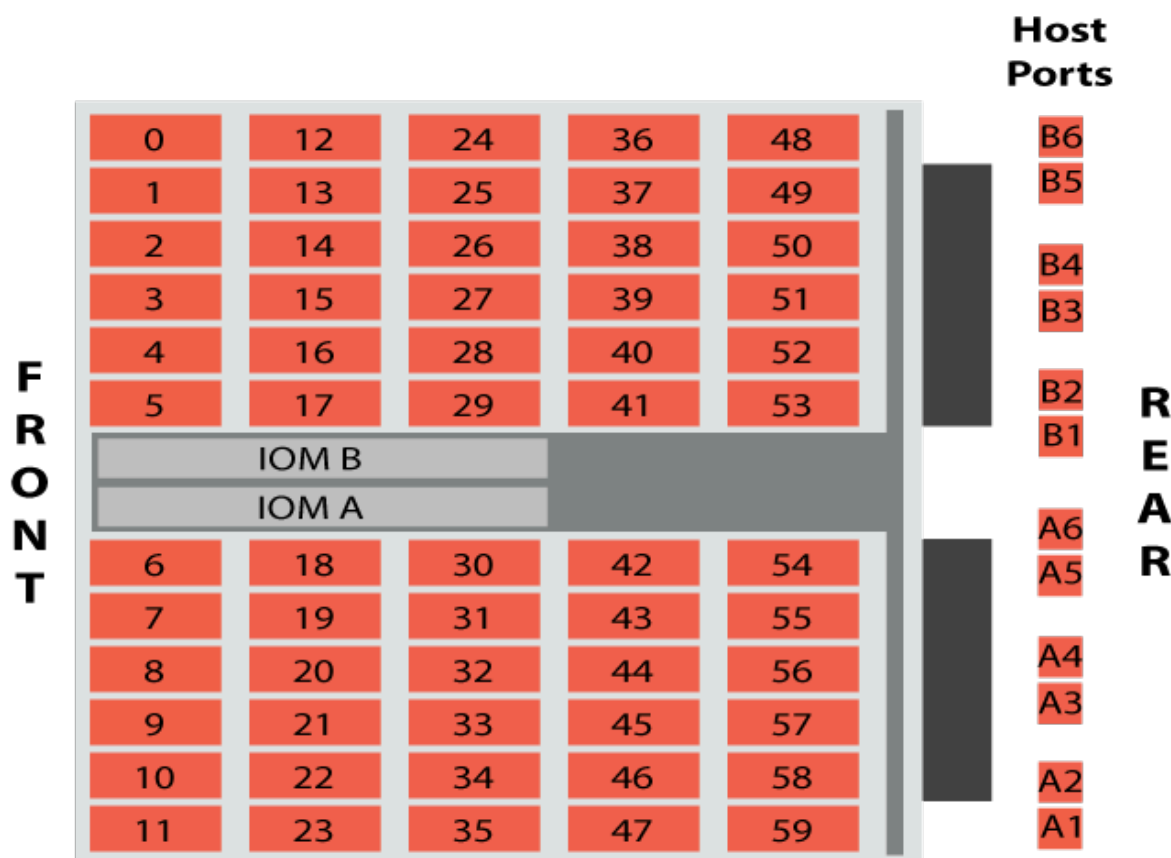 Host
Ports
0 12 24 36 48 B6
1 13 25 37 49 B5
2 14 26 38 50 B4
3 15 27 39 51 B3
4 16 28 40 52
5 17 29 41 53 B2
IOM B B1
IOM A
6 18 30 42 54 A6
7 19 31 43 55 A5
8 20 32 44 56 A4
9 21 33 45 57 A3
10 22 34 46 58 A2
11 23 35 47 59 A1
FRONT
REAR